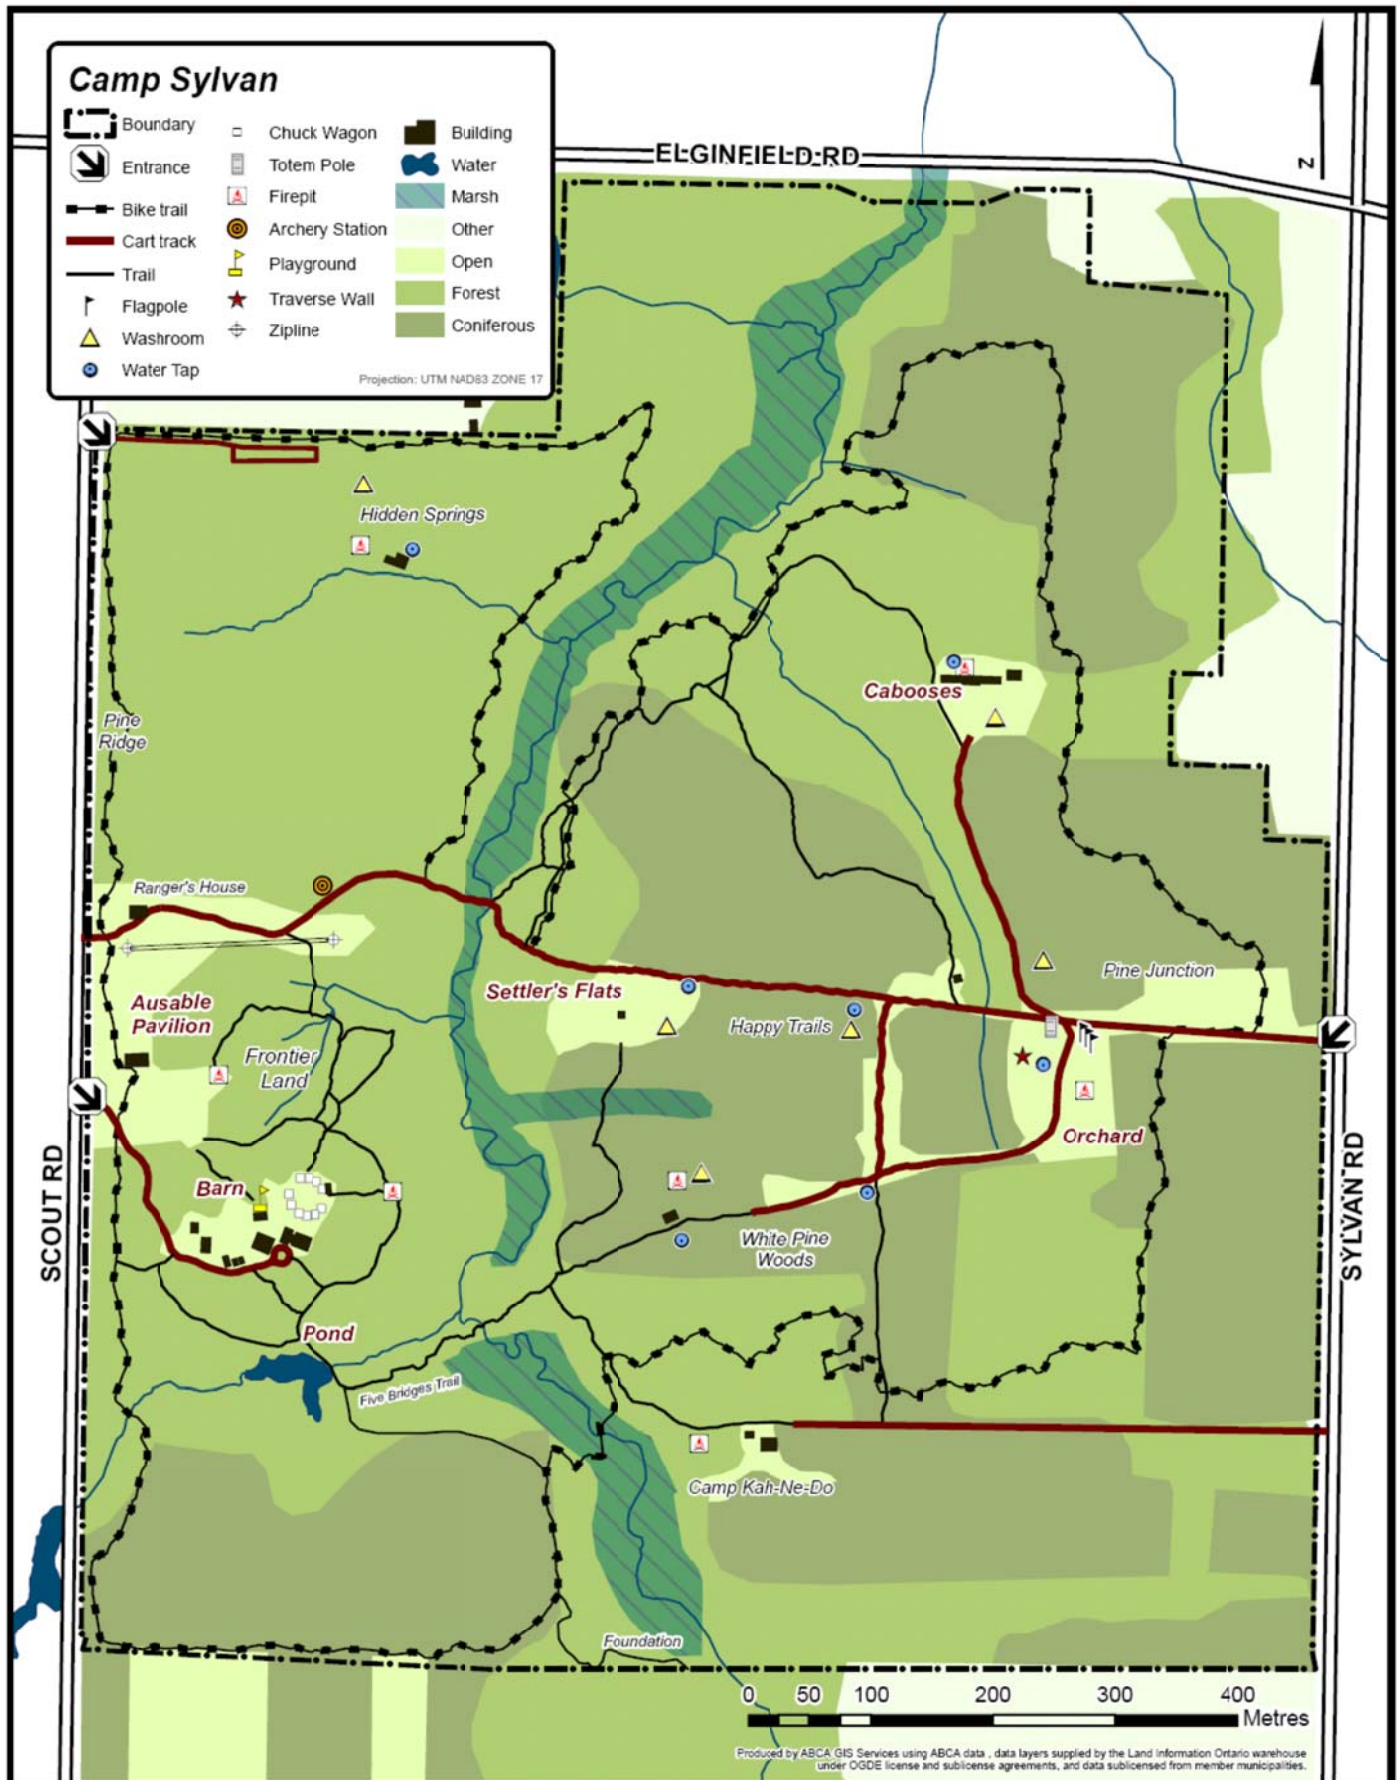 Camp Sylvan
Boundary
Entrance
Bike trail
Cart track
Trail
Flagpole
Washroom
Water Tap
Chuck Wagon
Totem Pole
Firepit
Archery Station
Playground
Traverse Wall
Zipline
Building
Water
Marsh
Other
Open
Forest
Coniferous
Projection: UTM NAD83 ZONE 17
ELGINFIELD RD
N
Hidden Springs
Pine
Ridge
Cabooses
Ranger's House
Ausable
Pavilion
Settler's Flats
Happy Trails
Pine Junction
Frontier
Land
Orchard
Barn
SCOUT RD
SYLVAN RD
White Pine
Woods
Pond
Five Bridges Trail
Camp Kah-Ne-Do
Foundation
0 50 100 200 300 400
Metres
Produced by ABCA GIS Services using ABCA data , data layers supplied by the Land Information Ontario warehouse
under OGDE license and sublicense agreements, and data sublicensed from member municipalities.